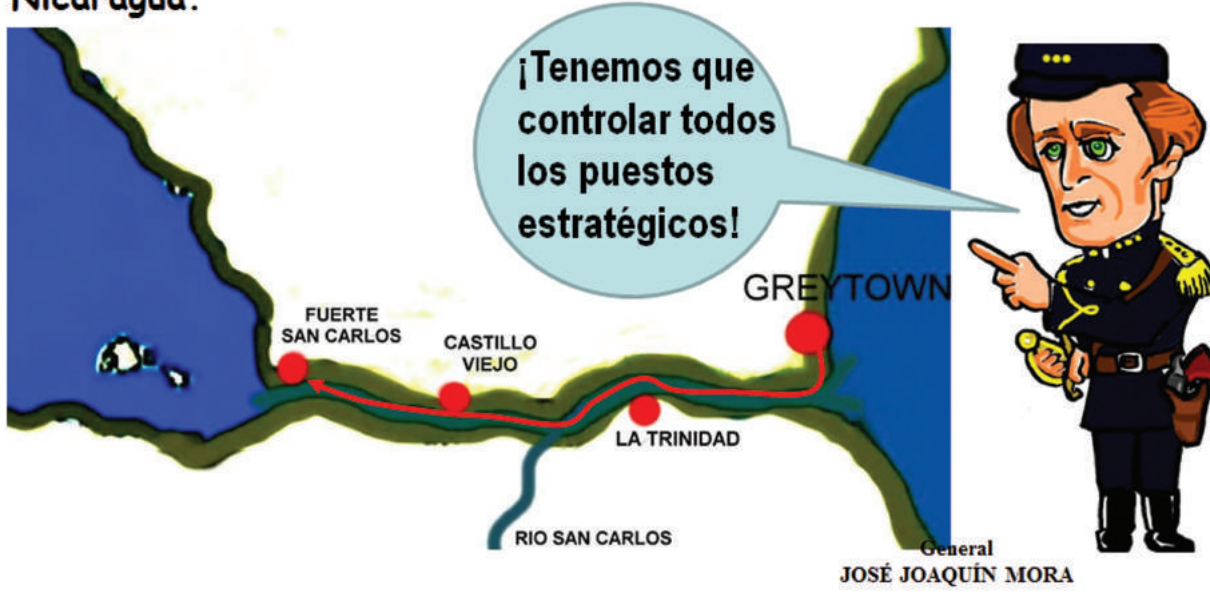 Nicaragua.
¡Tenemos que
controlar todos
los puestos
estratégicos!
GREYTOWN
FUERTE
SAN CARLOS
CASTILLO
VIEJO
LA TRINIDAD
RIO SAN CARLOS
General
JOSÉ JOAQUÍN MORA